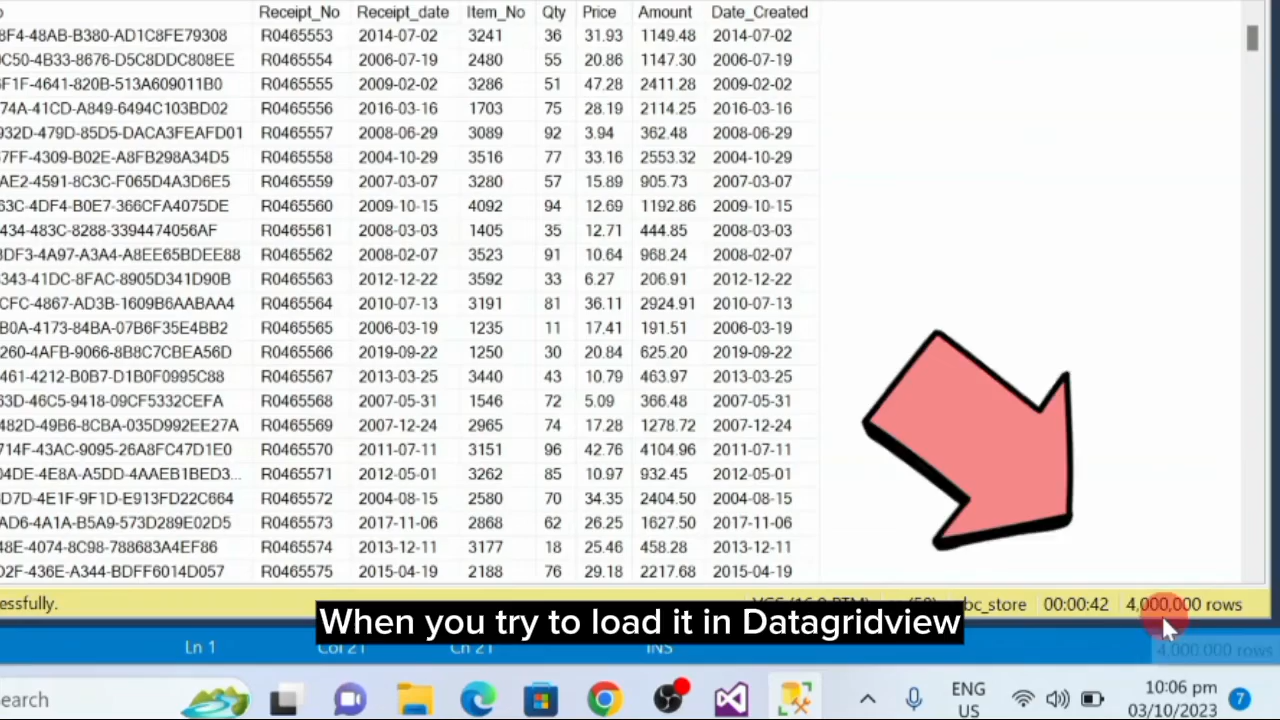 Receipt_No Receipt_date Item_No Qty Price Amount Date_Created
8F4-48AB-B380-AD1C8FE79308 R0465553 2014-07-02 3241 36 31.93 1149.48 2014-07-02
C50-4B33-8676-D5C8DDC808EE R0465554 2006-07-19 2480 55 20.86 1147.30 2006-07-19
F1F-4641-820B-513A609011B0 R0465555 2009-02-02 3286 51 47.28 2411.28 2009-02-02
74A-41CD-A849-6494C103BD02 R0465556 2016-03-16 1703 75 28.19 2114.25 2016-03-16
932D-479D-85D5-DACA3FEAFD01 R0465557 2008-06-29 3089 92 3.94 362.48 2008-06-29
7FF-4309-B02E-A8FB298A34D5 R0465558 2004-10-29 3516 77 33.16 2553.32 2004-10-29
AE2-4591-8C3C-F065D4A3D6E5 R0465559 2007-03-07 3280 57 15.89 905.73 2007-03-07
63C-4DF4-B0E7-366CFA4075DE R0465560 2009-10-15 4092 94 12.69 1192.86 2009-10-15
434-483C-8288-3394474056AF R0465561 2008-03-03 1405 35 12.71 444.85 2008-03-03
3DF3-4A97-A3A4-A8EE65BDEE88 R0465562 2008-02-07 3523 91 10.64 968.24 2008-02-07
343-41DC-8FAC-8905D341D90B R0465563 2012-12-22 3592 33 6.27 206.91 2012-12-22
CFC-4867-AD3B-1609B6AABAA4 R0465564 2010-07-13 3191 81 36.11 2924.91 2010-07-13
B0A-4173-84BA-07B6F35E4BB2 R0465565 2006-03-19 1235 11 17.41 191.51 2006-03-19
260-4AFB-9066-8B8C7CBEA56D R0465566 2019-09-22 1250 30 20.84 625.20 2019-09-22
461-4212-B0B7-D1B0F0995C88 R0465567 2013-03-25 3440 43 10.79 463.97 2013-03-25
63D-46C5-9418-09CF5332CEFA R0465568 2007-05-31 1546 72 5.09 366.48 2007-05-31
482D-49B6-8CBA-035D992EE27A R0465569 2007-12-24 2965 74 17.28 1278.72 2007-12-24
714F-43AC-9095-26A8FC47D1E0 R0465570 2011-07-11 3151 96 42.76 4104.96 2011-07-11
04DE-4E8A-A5DD-4AAEB1BED3... R0465571 2012-05-01 3262 85 10.97 932.45 2012-05-01
D7D-4E1F-9F1D-E913FD22C664 R0465572 2004-08-15 2580 70 34.35 2404.50 2004-08-15
AD6-4A1A-B5A9-573D289E02D5 R0465573 2017-11-06 2868 62 26.25 1627.50 2017-11-06
48E-4074-8C98-788683A4EF86 R0465574 2013-12-11 3177 18 25.46 458.28 2013-12-11
D2F-436E-A344-BDFF6014D057 R0465575 2015-04-19 2188 76 29.18 2217.68 2015-04-19
essfully. bc_store 00:00:42 4,000,000 rows
When you try to load it in Datagridview
Ln 1 Col 21 Ch 21 INS 4,000,000 rows
earch ENG 10:06 pm
US 03/10/2023 7